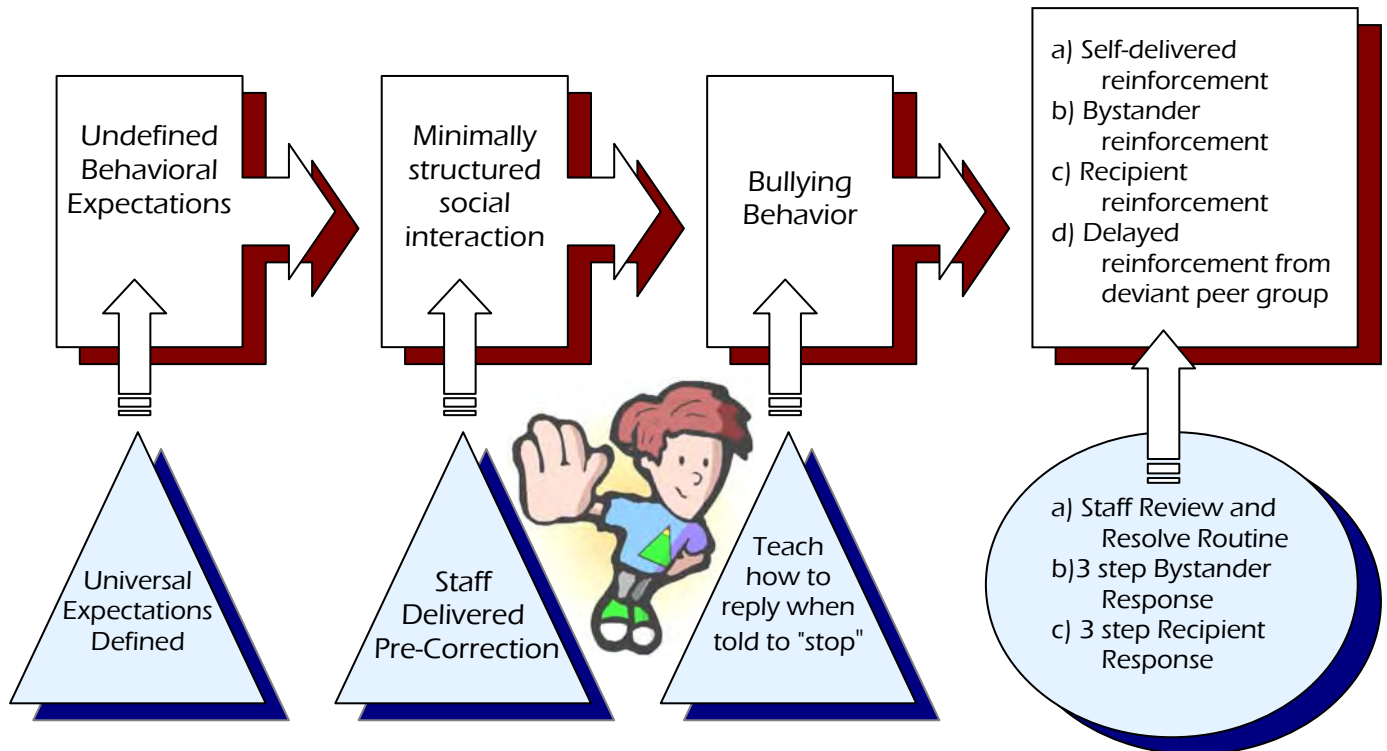 Undefined
Behavioral
Expectations
Minimally
structured
social
interaction
Bullying
Behavior
a) Self-delivered
reinforcement
b) Bystander
reinforcement
c) Recipient
reinforcement
d) Delayed
reinforcement from
deviant peer group
Universal
Expectations
Defined
Staff
Delivered
Pre-Correction
Teach
how to
reply when
told to "stop"
a) Staff Review and
Resolve Routine
b)3 step Bystander
Response
c) 3 step Recipient
Response